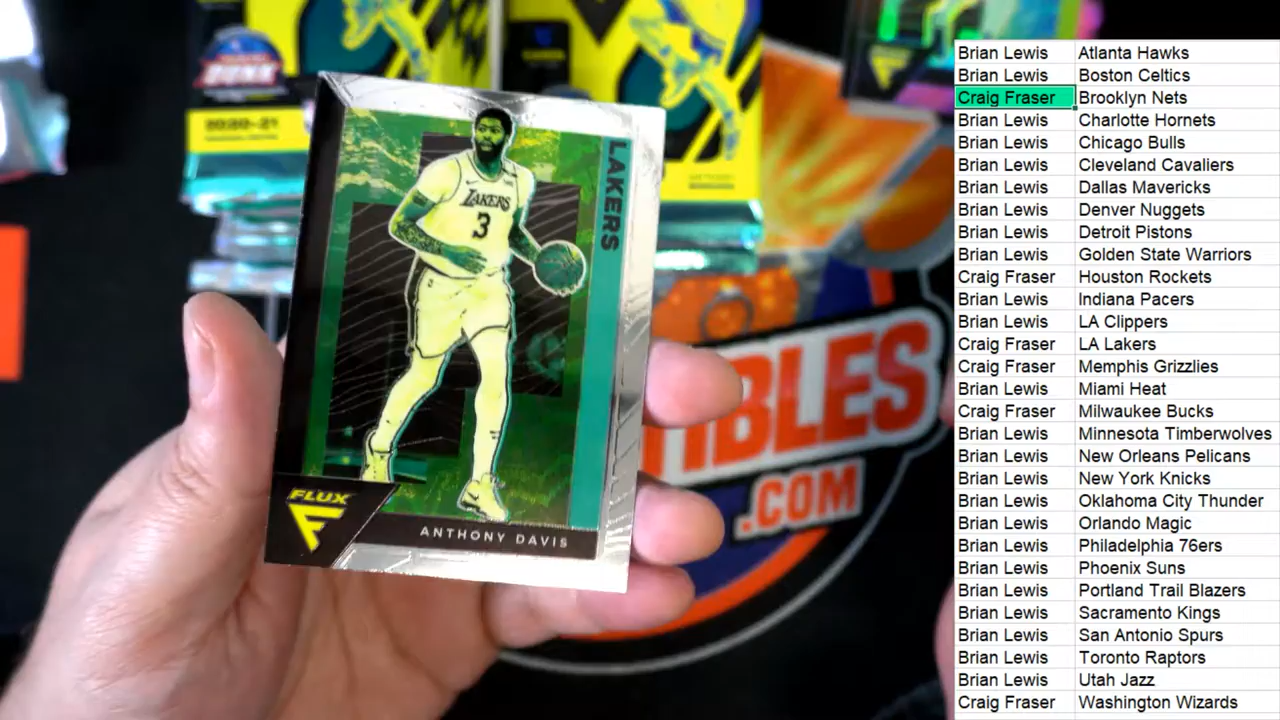 2020-21
LAKERS
LAKERS
3
FLUX
ANTHONY DAVIS
IBLES
.COM
Brian Lewis Atlanta Hawks
Brian Lewis Boston Celtics
Craig Fraser Brooklyn Nets
Brian Lewis Charlotte Hornets
Brian Lewis Chicago Bulls
Brian Lewis Cleveland Cavaliers
Brian Lewis Dallas Mavericks
Brian Lewis Denver Nuggets
Brian Lewis Detroit Pistons
Brian Lewis Golden State Warriors
Craig Fraser Houston Rockets
Brian Lewis Indiana Pacers
Brian Lewis LA Clippers
Craig Fraser LA Lakers
Craig Fraser Memphis Grizzlies
Brian Lewis Miami Heat
Craig Fraser Milwaukee Bucks
Brian Lewis Minnesota Timberwolves
Brian Lewis New Orleans Pelicans
Brian Lewis New York Knicks
Brian Lewis Oklahoma City Thunder
Brian Lewis Orlando Magic
Brian Lewis Philadelphia 76ers
Brian Lewis Phoenix Suns
Brian Lewis Portland Trail Blazers
Brian Lewis Sacramento Kings
Brian Lewis San Antonio Spurs
Brian Lewis Toronto Raptors
Brian Lewis Utah Jazz
Craig Fraser Washington Wizards